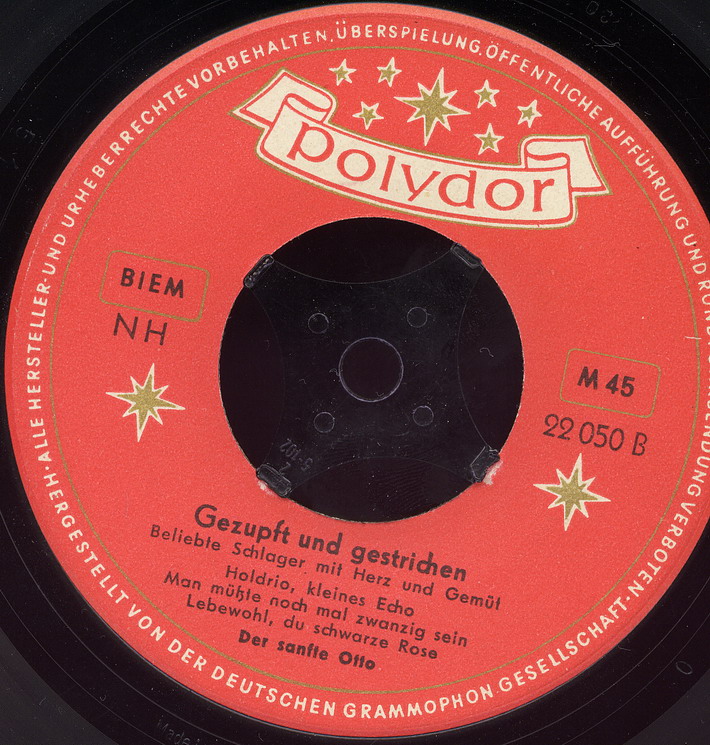 ·ALLE HERSTELLER-UND URHEBERRECHTE VORBEHALTEN, ÜBERSPIELUNG, ÖFFENTLICHE AUFFÜHRUNG UND RUNDFUNKSENDUNG VERBOTEN·
polydor
BIEM
NH
M 45
22 050 B
Gezupft und gestrichen
Beliebte Schlager mit Herz und Gemüt
Holdrio, kleines Echo
Man müßte noch mal zwanzig sein
Lebewohl, du schwarze Rose
Der sanfte Otto
HERGESTELLT VON DER DEUTSCHEN GRAMMOPHON GESELLSCHAFT·